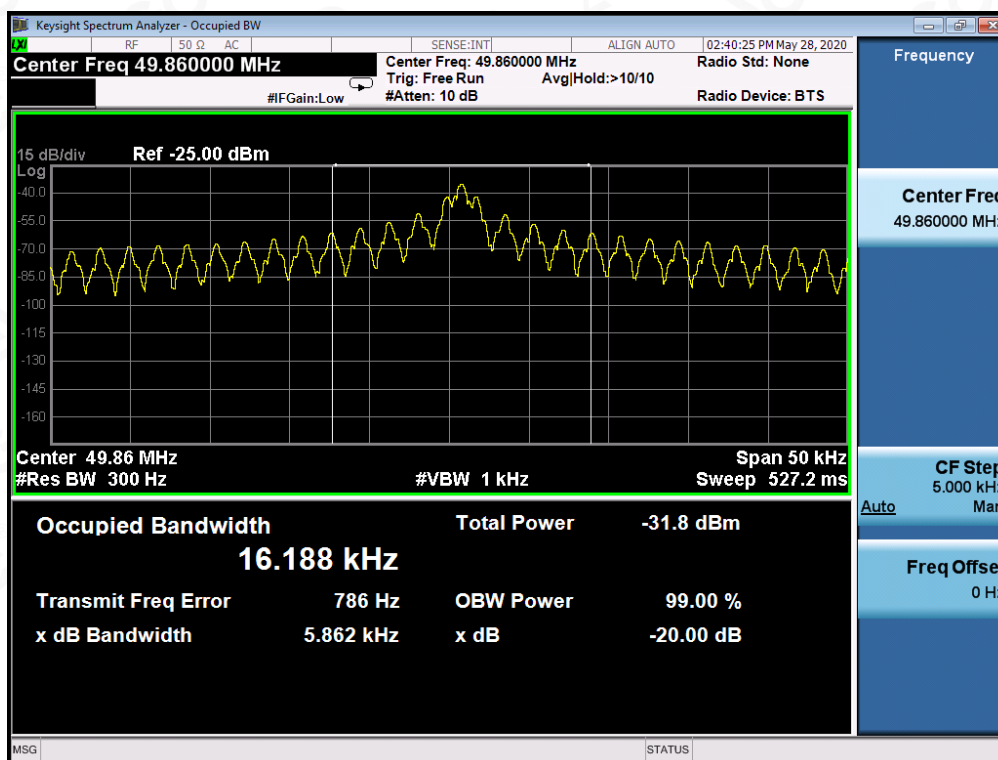 Keysight Spectrum Analyzer - Occupied BW
LXI RF 50 Ω AC SENSE:INT ALIGN AUTO 02:40:25 PM May 28, 2020
Center Freq 49.860000 MHz
Center Freq: 49.860000 MHz
Radio Std: None
Trig: Free Run
Avg|Hold:>10/10
#IFGain:Low
#Atten: 10 dB
Radio Device: BTS
15 dB/div
Ref -25.00 dBm
Log
-40.0
-55.0
-70.0
-85.0
-100
-115
-130
-145
-160
Center 49.86 MHz
Span 50 kHz
#Res BW 300 Hz
#VBW 1 kHz
Sweep 527.2 ms
Occupied Bandwidth
Total Power -31.8 dBm
16.188 kHz
Transmit Freq Error 786 Hz
OBW Power 99.00 %
x dB Bandwidth 5.862 kHz
x dB -20.00 dB
Frequency
Center Freq
49.860000 MHz
CF Step
5.000 kHz
Auto Man
Freq Offse
0 Hz
MSG
STATUS